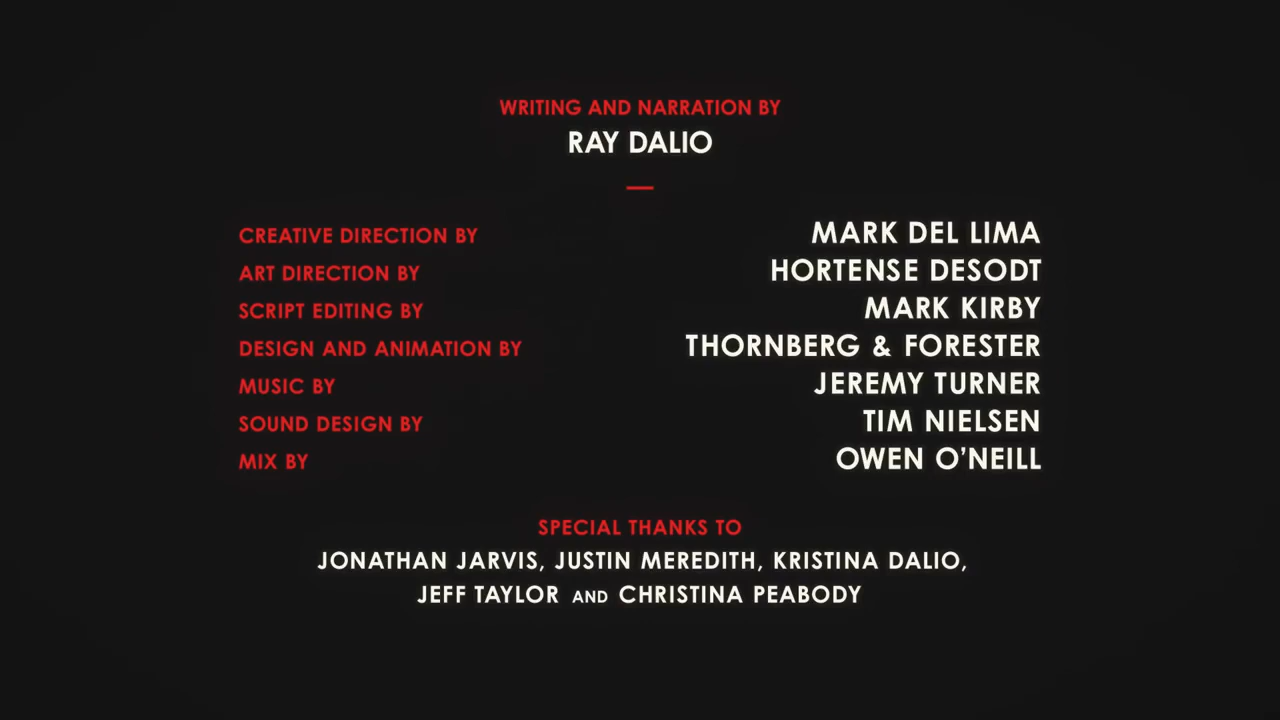 WRITING AND NARRATION BY
RAY DALIO
CREATIVE DIRECTION BY MARK DEL LIMA
ART DIRECTION BY HORTENSE DESODT
SCRIPT EDITING BY MARK KIRBY
DESIGN AND ANIMATION BY THORNBERG & FORESTER
MUSIC BY JEREMY TURNER
SOUND DESIGN BY TIM NIELSEN
MIX BY OWEN O’NEILL
SPECIAL THANKS TO
JONATHAN JARVIS, JUSTIN MEREDITH, KRISTINA DALIO,
JEFF TAYLOR AND CHRISTINA PEABODY